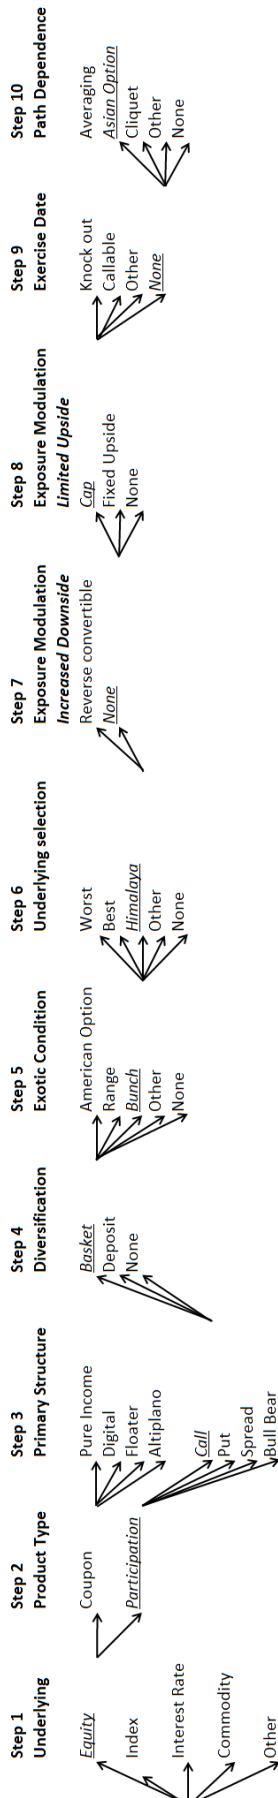 Step 1
Underlying
Equity
Index
Interest Rate
Commodity
Other
Step 2
Product Type
Coupon
Participation
Step 3
Primary Structure
Pure Income
Digital
Floater
Altiplano
Call
Put
Spread
Bull Bear
Step 4
Diversification
Basket
Deposit
None
Step 5
Exotic Condition
American Option
Range
Bunch
Other
None
Step 6
Underlying selection
Worst
Best
Himalaya
Other
None
Step 7
Exposure Modulation
Increased Downside
Reverse convertible
None
Step 8
Exposure Modulation
Limited Upside
Cap
Fixed Upside
None
Step 9
Exercise Date
Knock out
Callable
Other
None
Step 10
Path Dependence
Averaging
Asian Option
Cliquet
Other
None